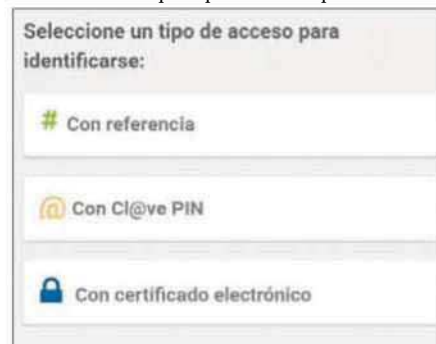 Seleccione un tipo de acceso para
identificarse:
# Con referencia
@ Con Cl@ve PIN
Con certificado electrónico